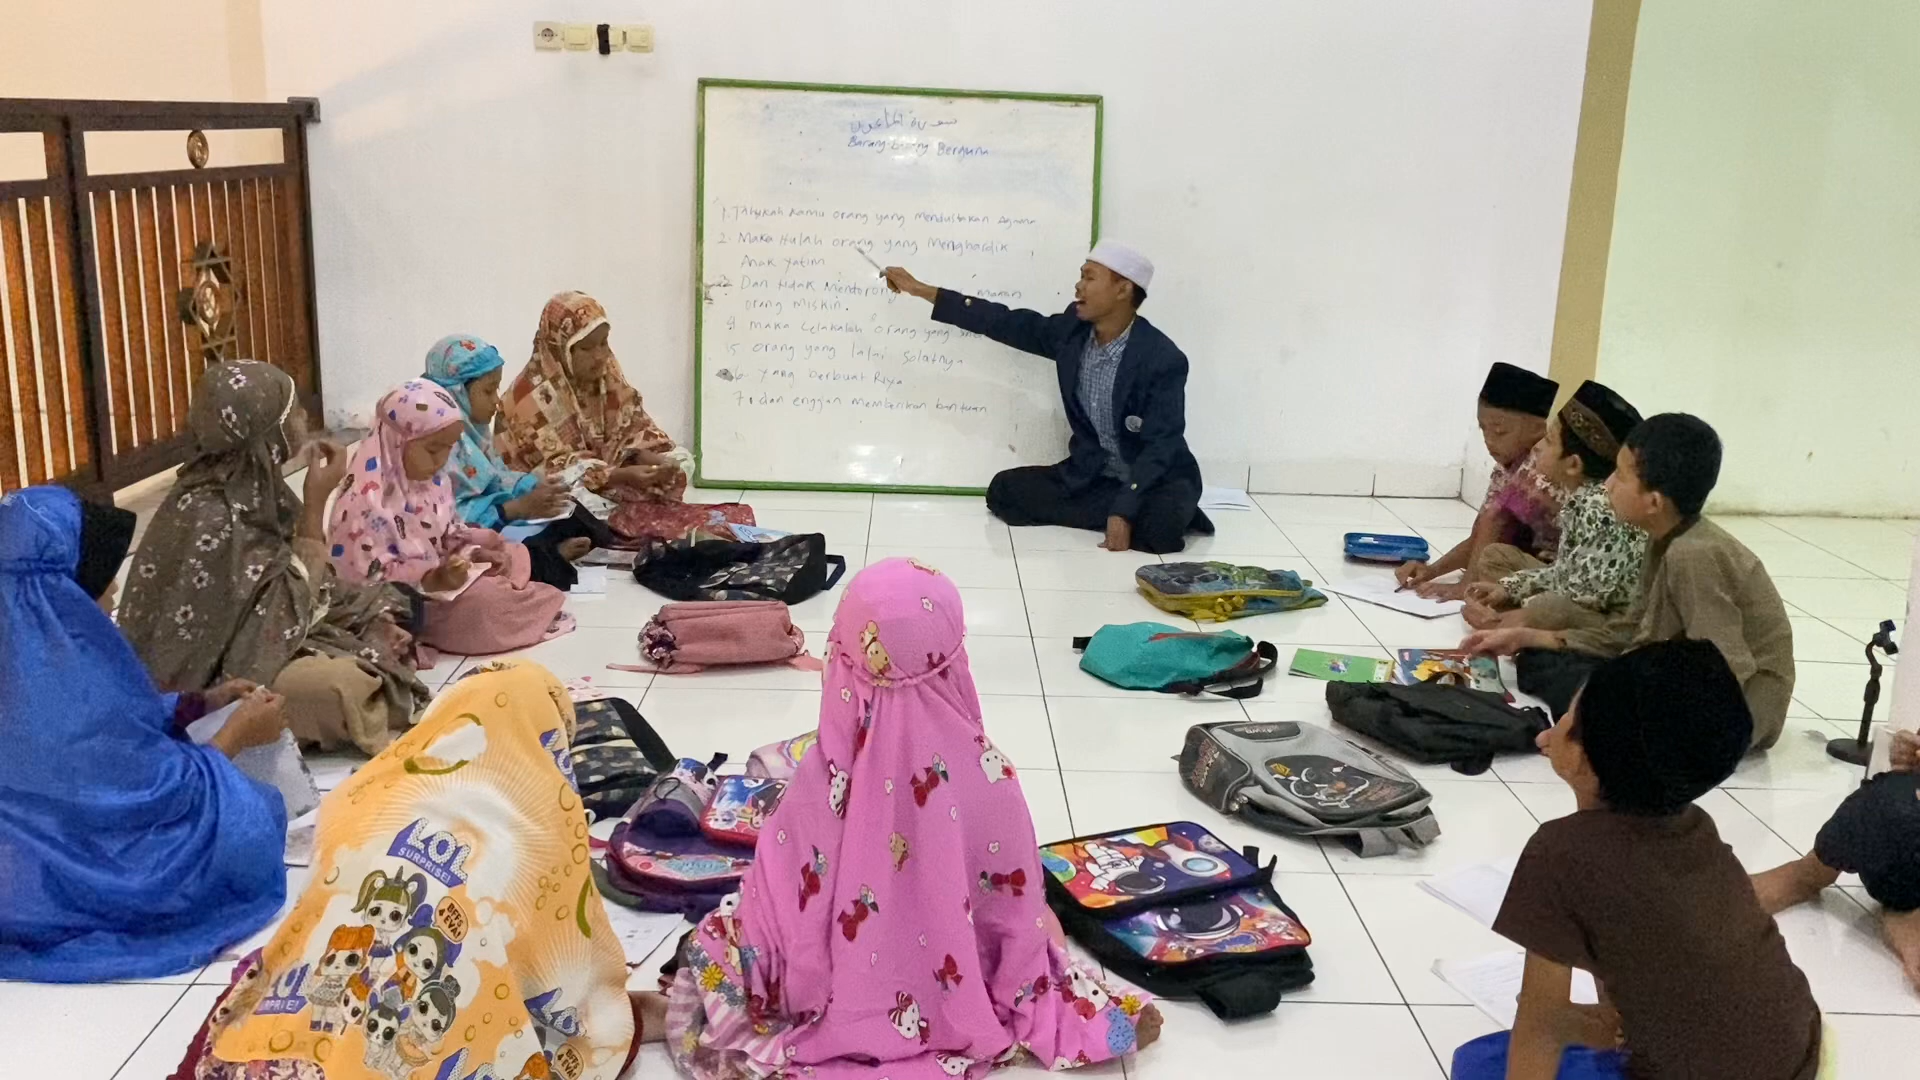 سورة الماعون
Barang-barang Berguna
1. Tahukah kamu orang yang Mendustakan Agama
2. Maka Itulah orang yang Menghardik
Anak yatim
Dan tidak Mendorong
orang Miskin.
Maka Celakalah orang yang
5. orang yang lalai Solatnya
6. yang berbuat Riya
7. dan enggan memberikan bantuan
LOL
SURPRISE!
BFFS
4 EVA!